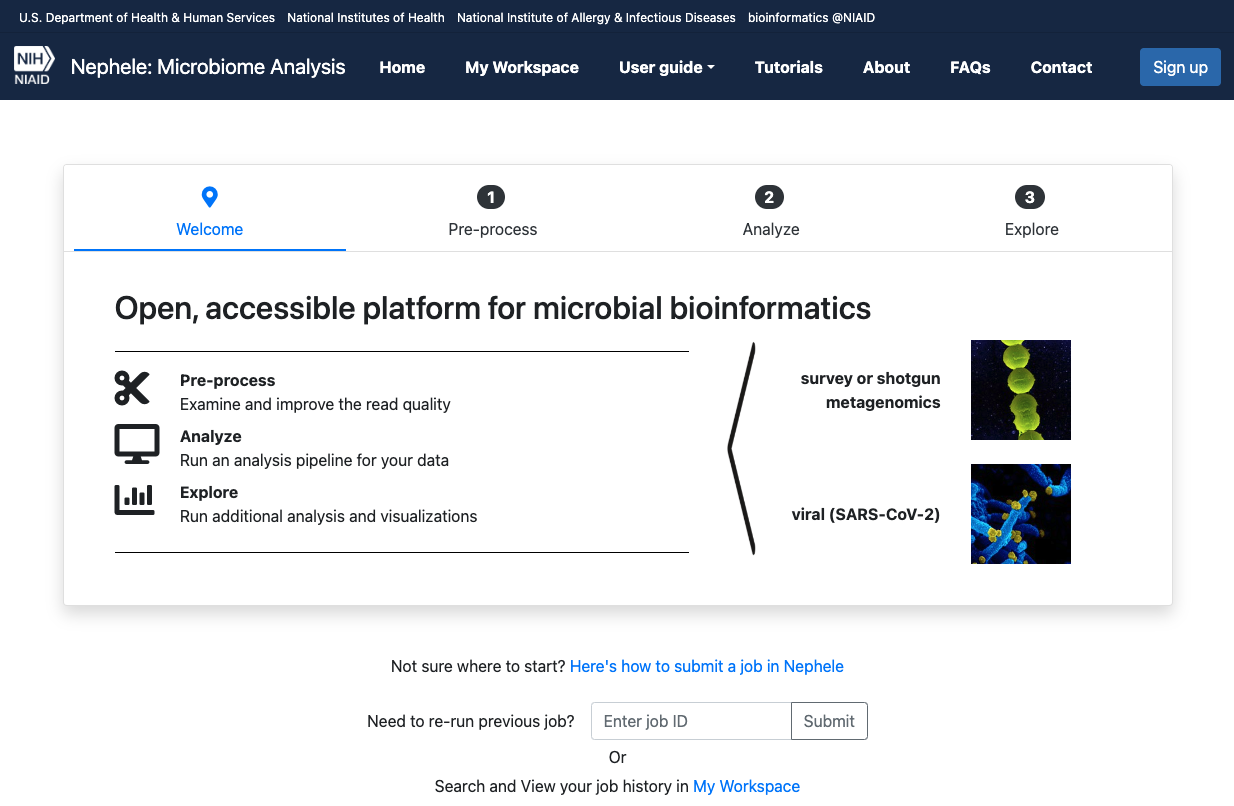 U.S. Department of Health & Human Services National Institutes of Health National Institute of Allergy & Infectious Diseases bioinformatics @NIAID
NIH
NIAID
Nephele: Microbiome Analysis Home My Workspace User guide Tutorials About FAQs Contact Sign up
1 2 3
Welcome Pre-process Analyze Explore
Open, accessible platform for microbial bioinformatics
Pre-process
Examine and improve the read quality
Analyze
Run an analysis pipeline for your data
Explore
Run additional analysis and visualizations
survey or shotgun
metagenomics
viral (SARS-CoV-2)
Not sure where to start? Here's how to submit a job in Nephele
Need to re-run previous job? Enter job ID Submit
Or
Search and View your job history in My Workspace